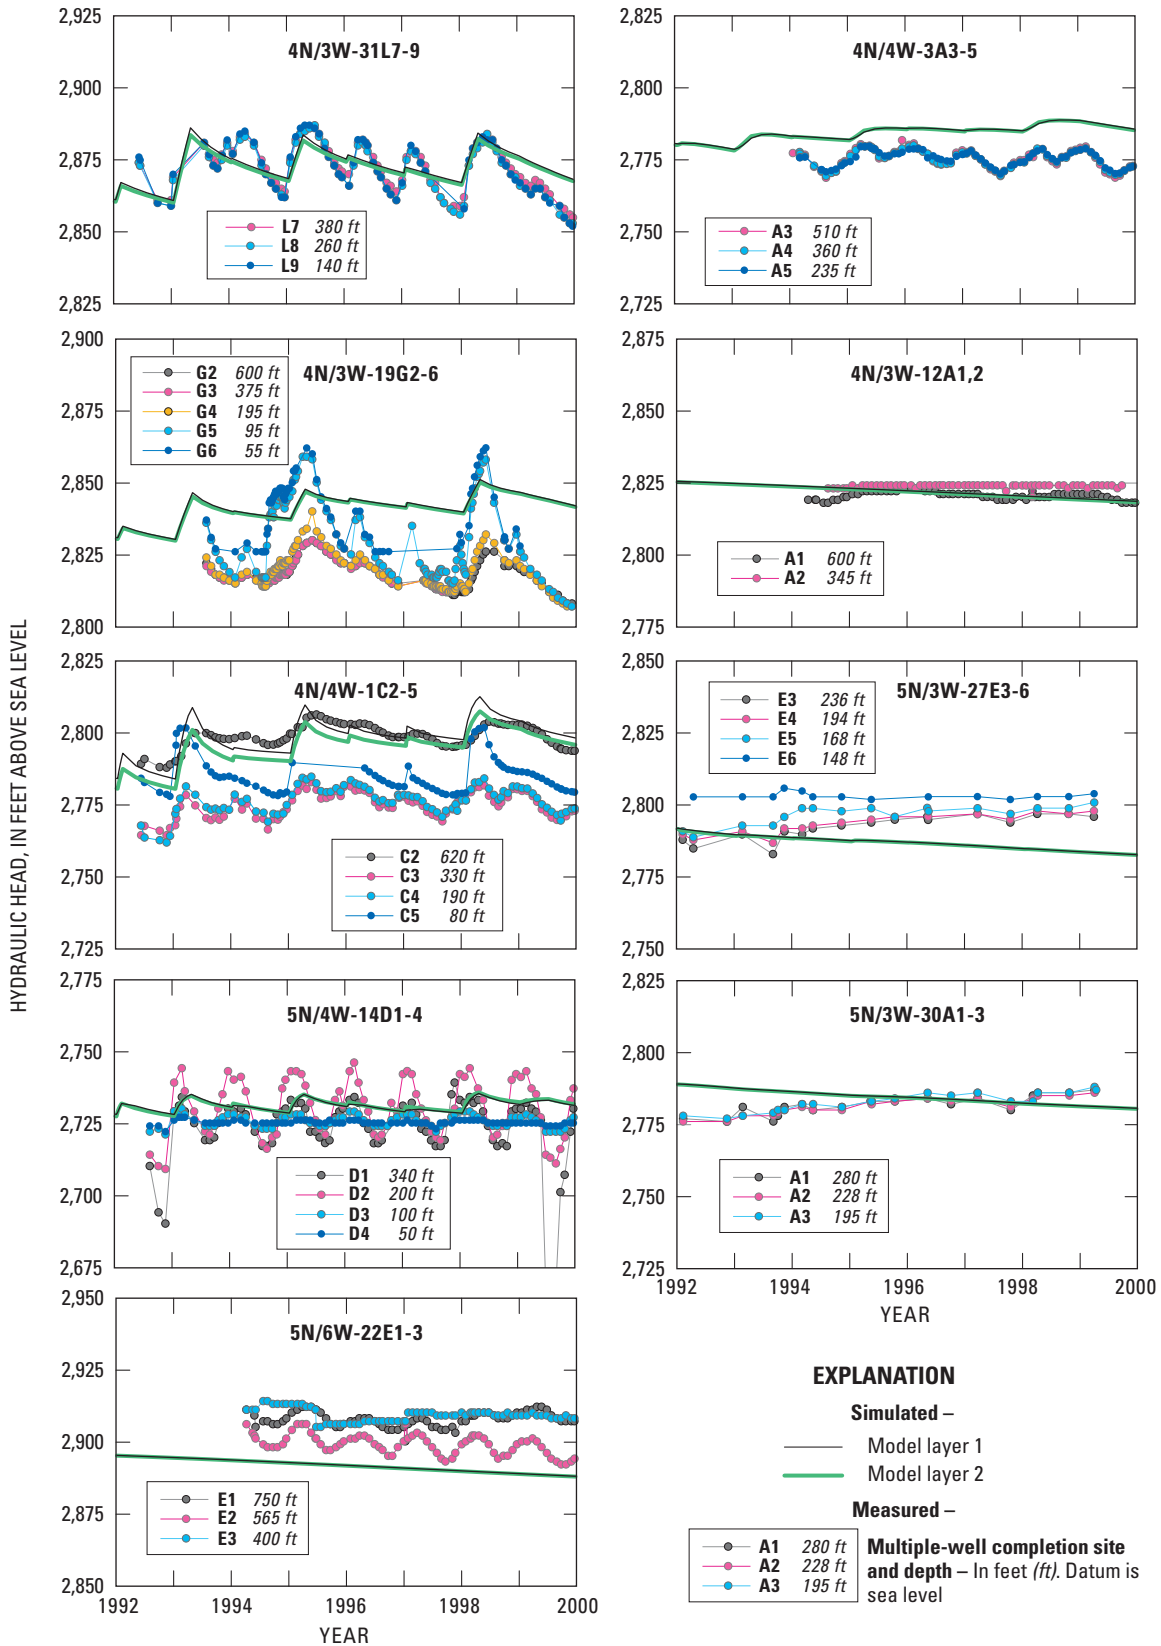 HYDRAULIC HEAD, IN FEET ABOVE SEA LEVEL
4N/3W-31L7-9
2,925
2,900
2,875
2,850
2,825
L7 380 ft
L8 260 ft
L9 140 ft
4N/4W-3A3-5
2,825
2,800
2,775
2,750
2,725
A3 510 ft
A4 360 ft
A5 235 ft
4N/3W-19G2-6
2,900
2,875
2,850
2,825
2,800
G2 600 ft
G3 375 ft
G4 195 ft
G5 95 ft
G6 55 ft
4N/3W-12A1,2
2,875
2,850
2,825
2,800
2,775
A1 600 ft
A2 345 ft
4N/4W-1C2-5
2,825
2,800
2,775
2,750
2,725
C2 620 ft
C3 330 ft
C4 190 ft
C5 80 ft
5N/3W-27E3-6
2,850
2,825
2,800
2,775
2,750
E3 236 ft
E4 194 ft
E5 168 ft
E6 148 ft
5N/4W-14D1-4
2,775
2,750
2,725
2,700
2,675
D1 340 ft
D2 200 ft
D3 100 ft
D4 50 ft
5N/3W-30A1-3
2,825
2,800
2,775
2,750
2,725
A1 280 ft
A2 228 ft
A3 195 ft
1992 1994 1996 1998 2000
YEAR
5N/6W-22E1-3
2,950
2,925
2,900
2,875
2,850
E1 750 ft
E2 565 ft
E3 400 ft
1992 1994 1996 1998 2000
YEAR
EXPLANATION
Simulated –
Model layer 1
Model layer 2
Measured –
A1 280 ft
A2 228 ft
A3 195 ft
Multiple-well completion site
and depth – In feet (ft). Datum is
sea level